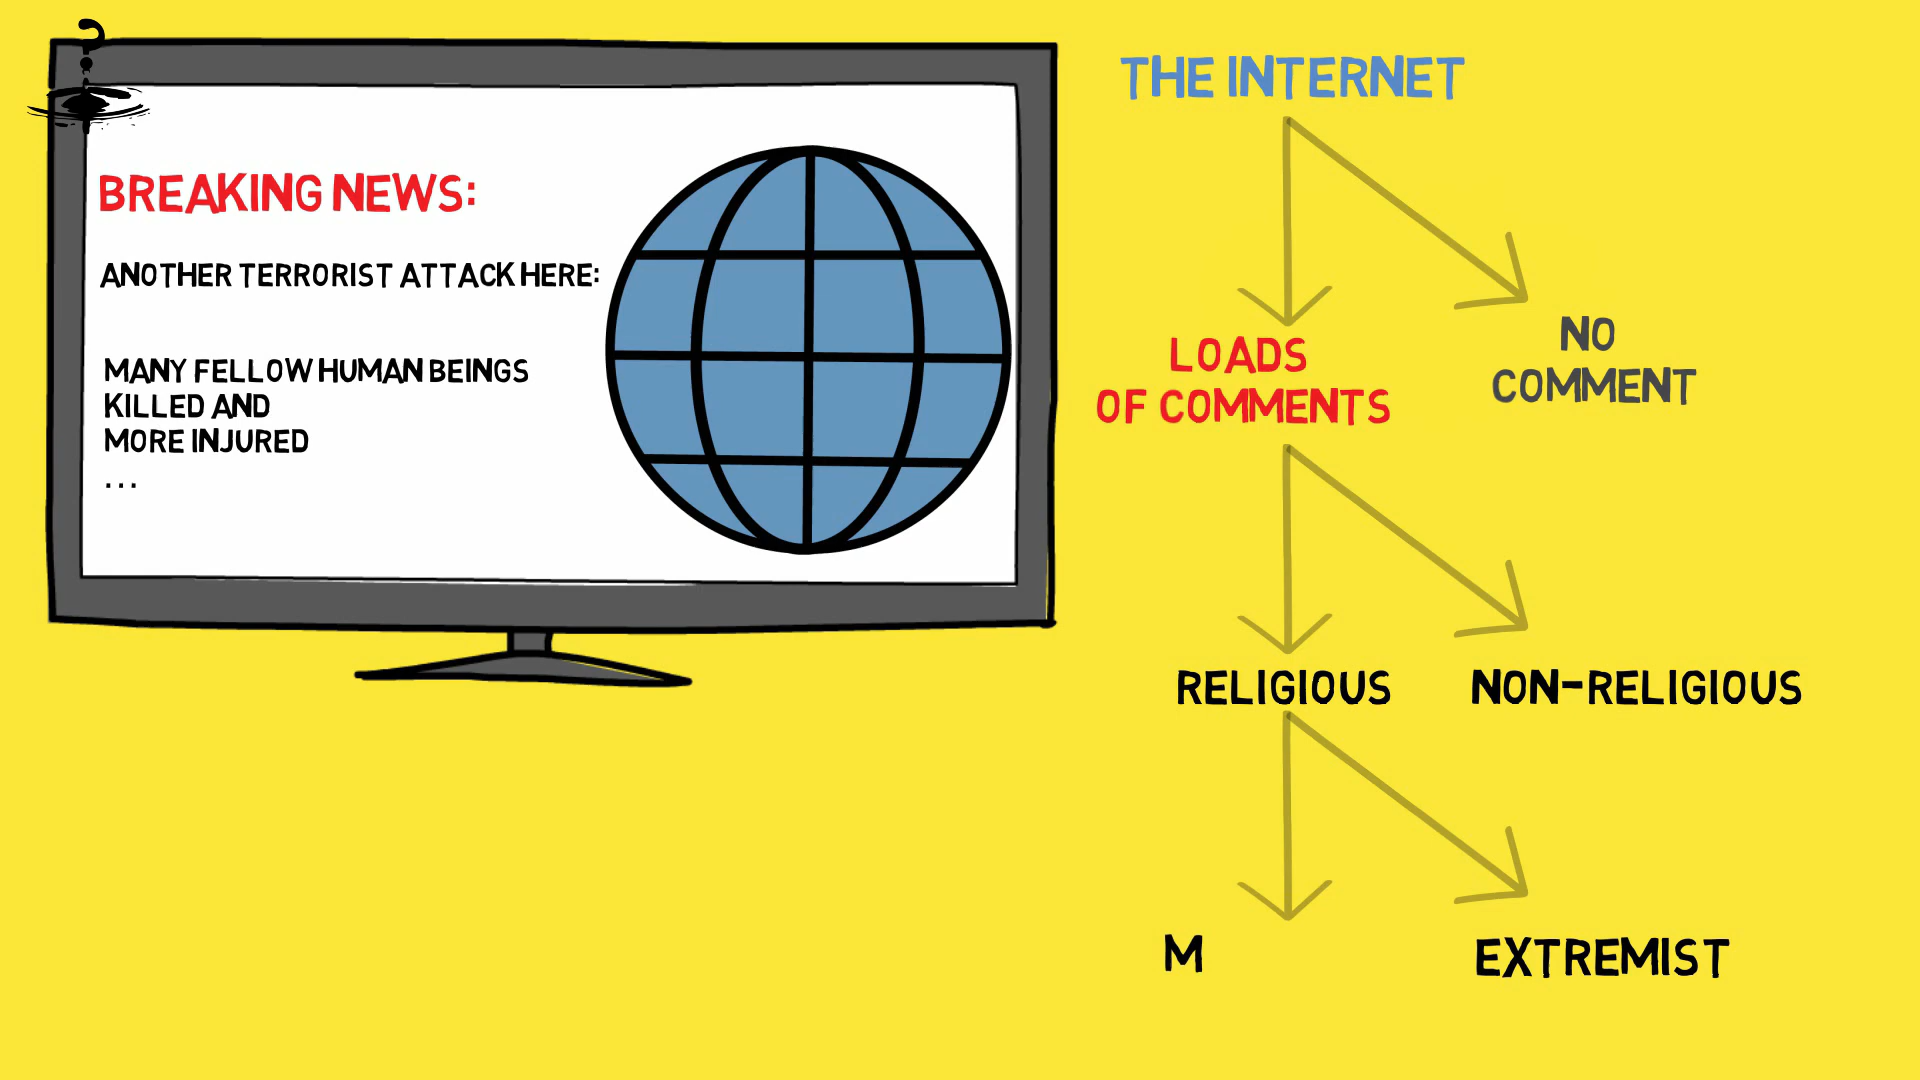 BREAKING NEWS:
ANOTHER TERRORIST ATTACK HERE:
MANY FELLOW HUMAN BEINGS
KILLED AND
MORE INJURED
...
THE INTERNET
LOADS
OF COMMENTS
NO
COMMENT
RELIGIOUS
NON-RELIGIOUS
M
EXTREMIST